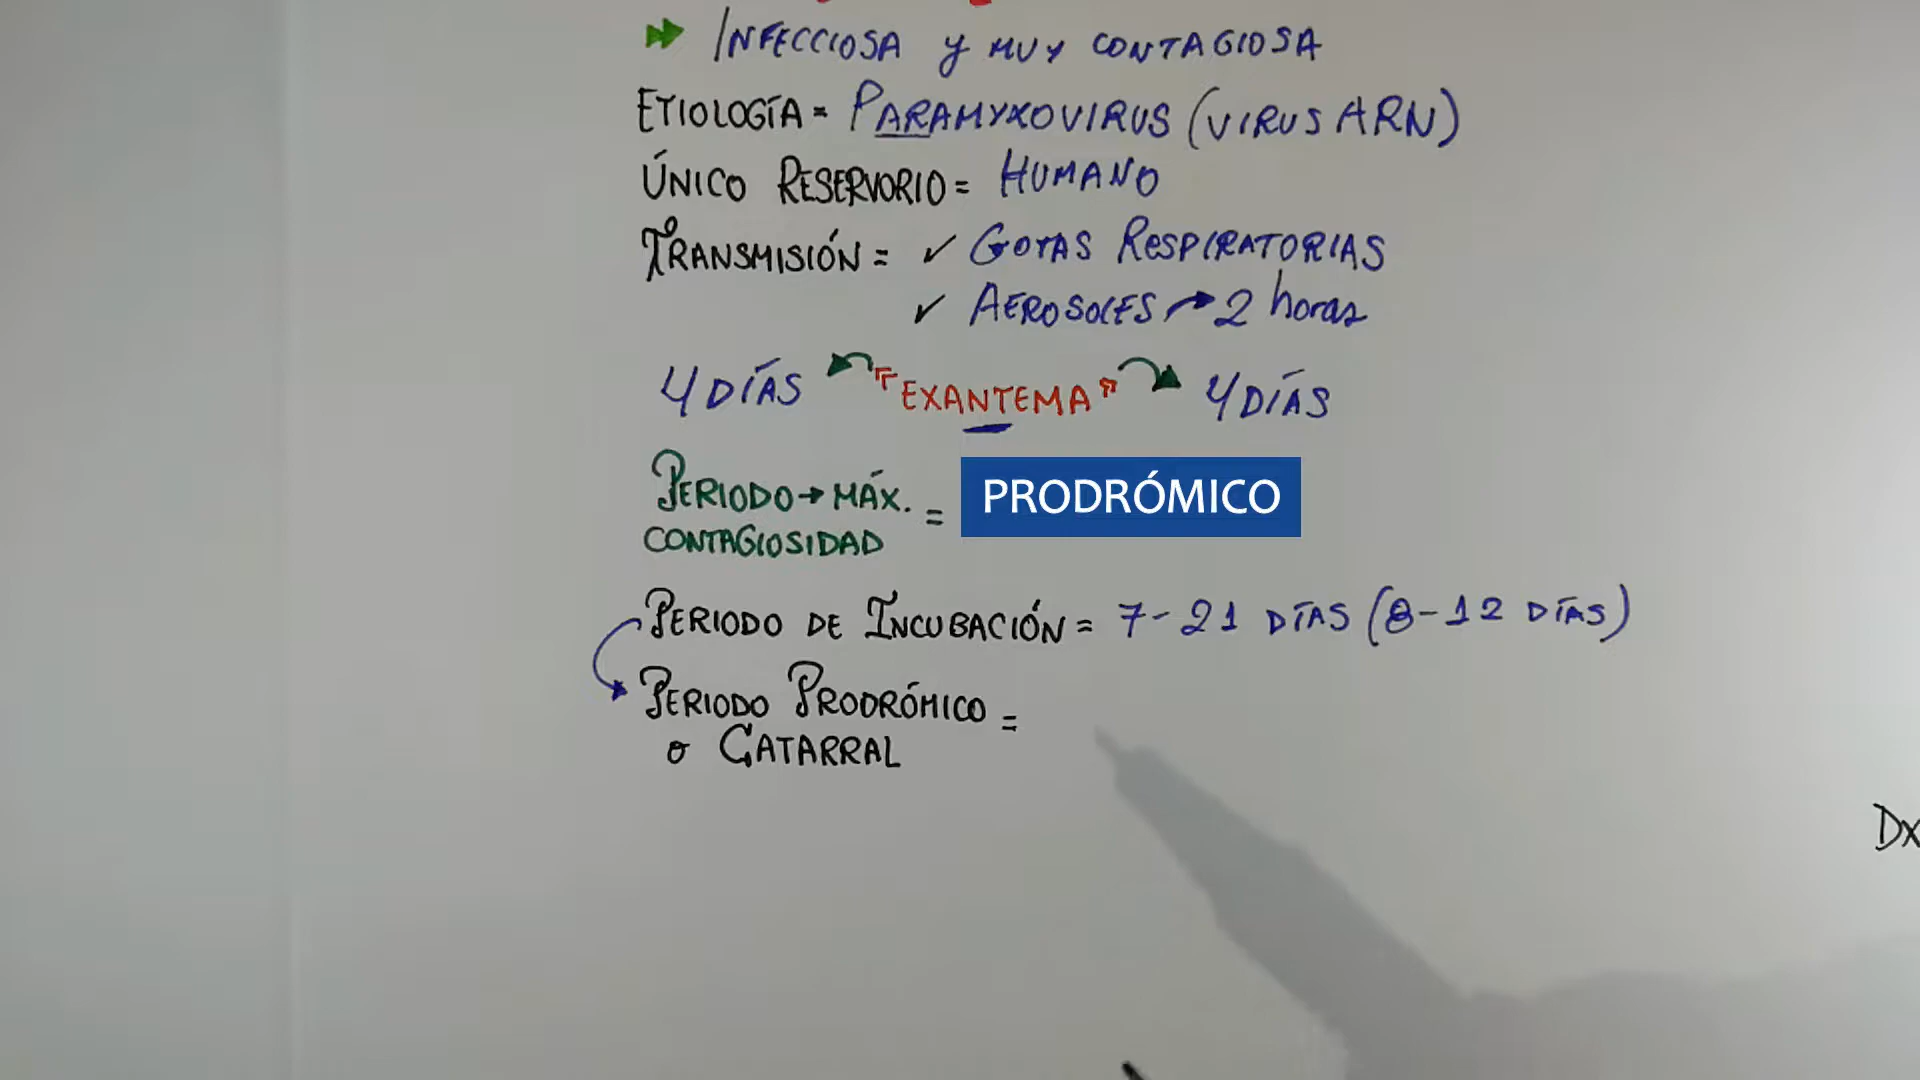 INFECCIOSA y MUY CONTAGIOSA
ETIOLOGÍA = PARAMYXOVIRUS (VIRUS ARN)
ÚNICO RESERVORIO = HUMANO
TRANSMISIÓN = ✓ GOTAS RESPIRATORIAS
✓ AEROSOLES → 2 horas
4 DÍAS "EXANTEMA" 4 DÍAS
PERIODO → MÁX. CONTAGIOSIDAD = PRODRÓMICO
PERIODO DE INCUBACIÓN = 7-21 DÍAS (8-12 DÍAS)
PERIODO PRODRÓMICO =
o CATARRAL
Dx